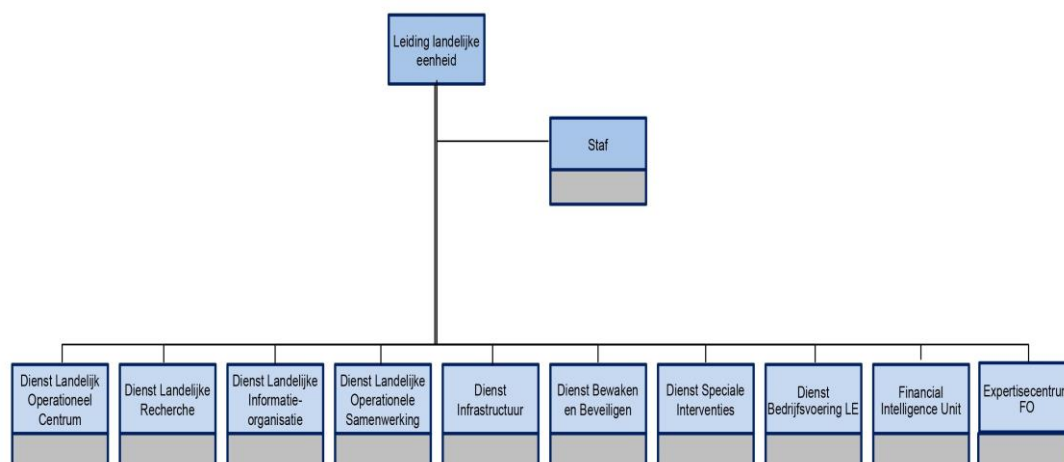 Leiding landelijke
eenheid
Staf
Dienst Landelijk
Operationeel
Centrum
Dienst Landelijke
Recherche
Dienst Landelijke
Informatie-
organisatie
Dienst Landelijke
Operationele
Samenwerking
Dienst
Infrastructuur
Dienst Bewaken
en Beveiligen
Dienst Speciale
Interventies
Dienst
Bedrijfsvoering LE
Financial
Intelligence Unit
Expertisecentrum
FO